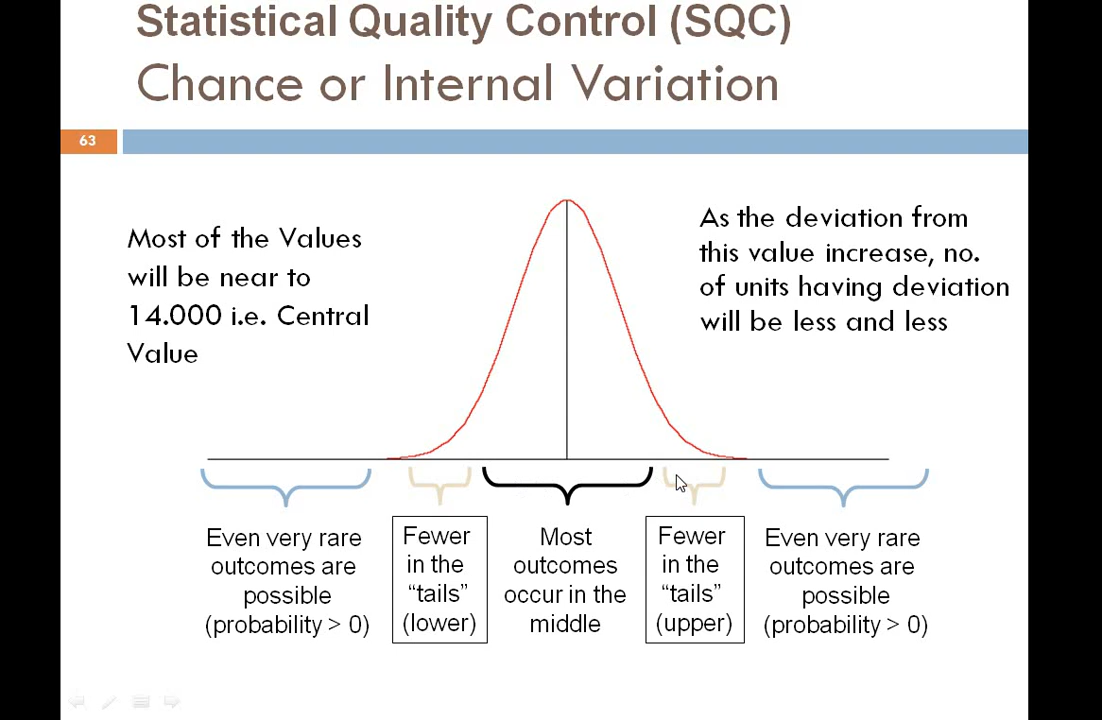 Statistical Quality Control (SQC)
Chance or Internal Variation
63
Most of the Values
will be near to
14.000 i.e. Central
Value
As the deviation from
this value increase, no.
of units having deviation
will be less and less
Even very rare
outcomes are
possible
(probability > 0)
Fewer
in the
“tails”
(lower)
Most
outcomes
occur in the
middle
Fewer
in the
“tails”
(upper)
Even very rare
outcomes are
possible
(probability > 0)